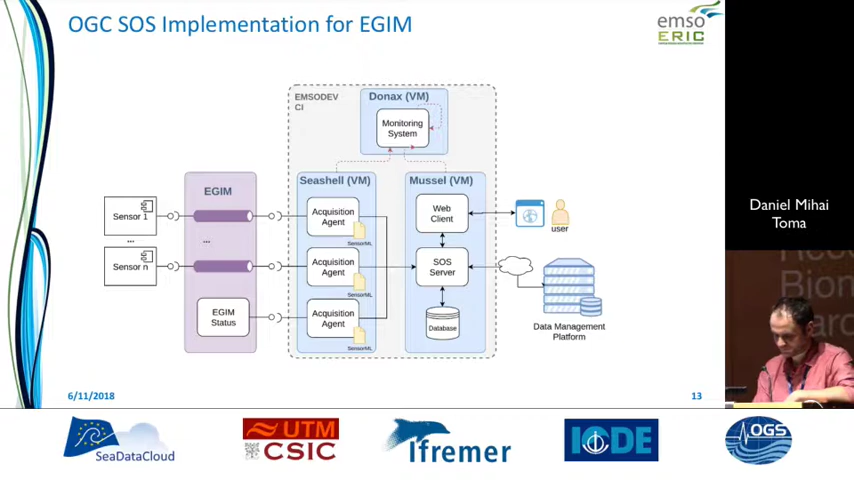 OGC SOS Implementation for EGIM
emso
ERIC
EMSODEV
CI
Donax (VM)
Monitoring
System
EGIM
Seashell (VM)
Mussel (VM)
Sensor 1
...
Sensor n
...
EGIM
Status
Acquisition
Agent
SensorML
Acquisition
Agent
SensorML
Acquisition
Agent
SensorML
Web
Client
SOS
Server
Database
user
Data Management
Platform
6/11/2018
13
Daniel Mihai
Toma
SeaDataCloud
UTM
CSIC
Ifremer
IODE
OGS